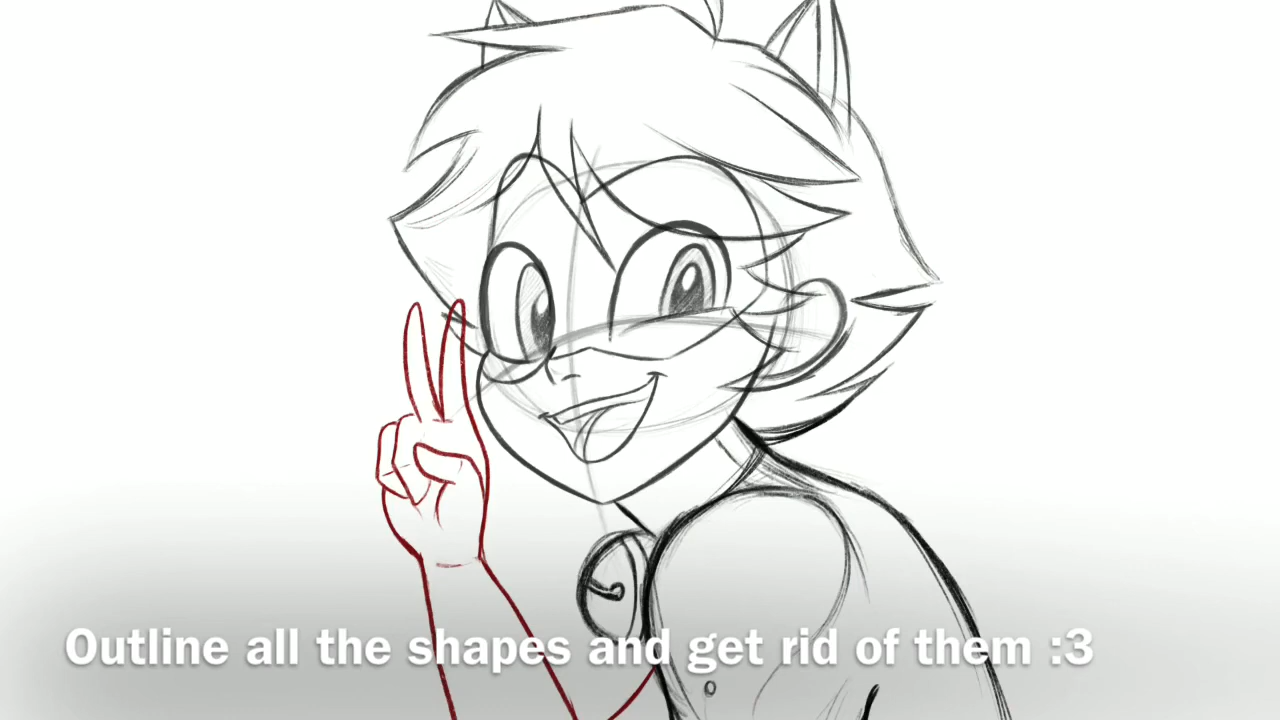 Outline all the shapes and get rid of them :3